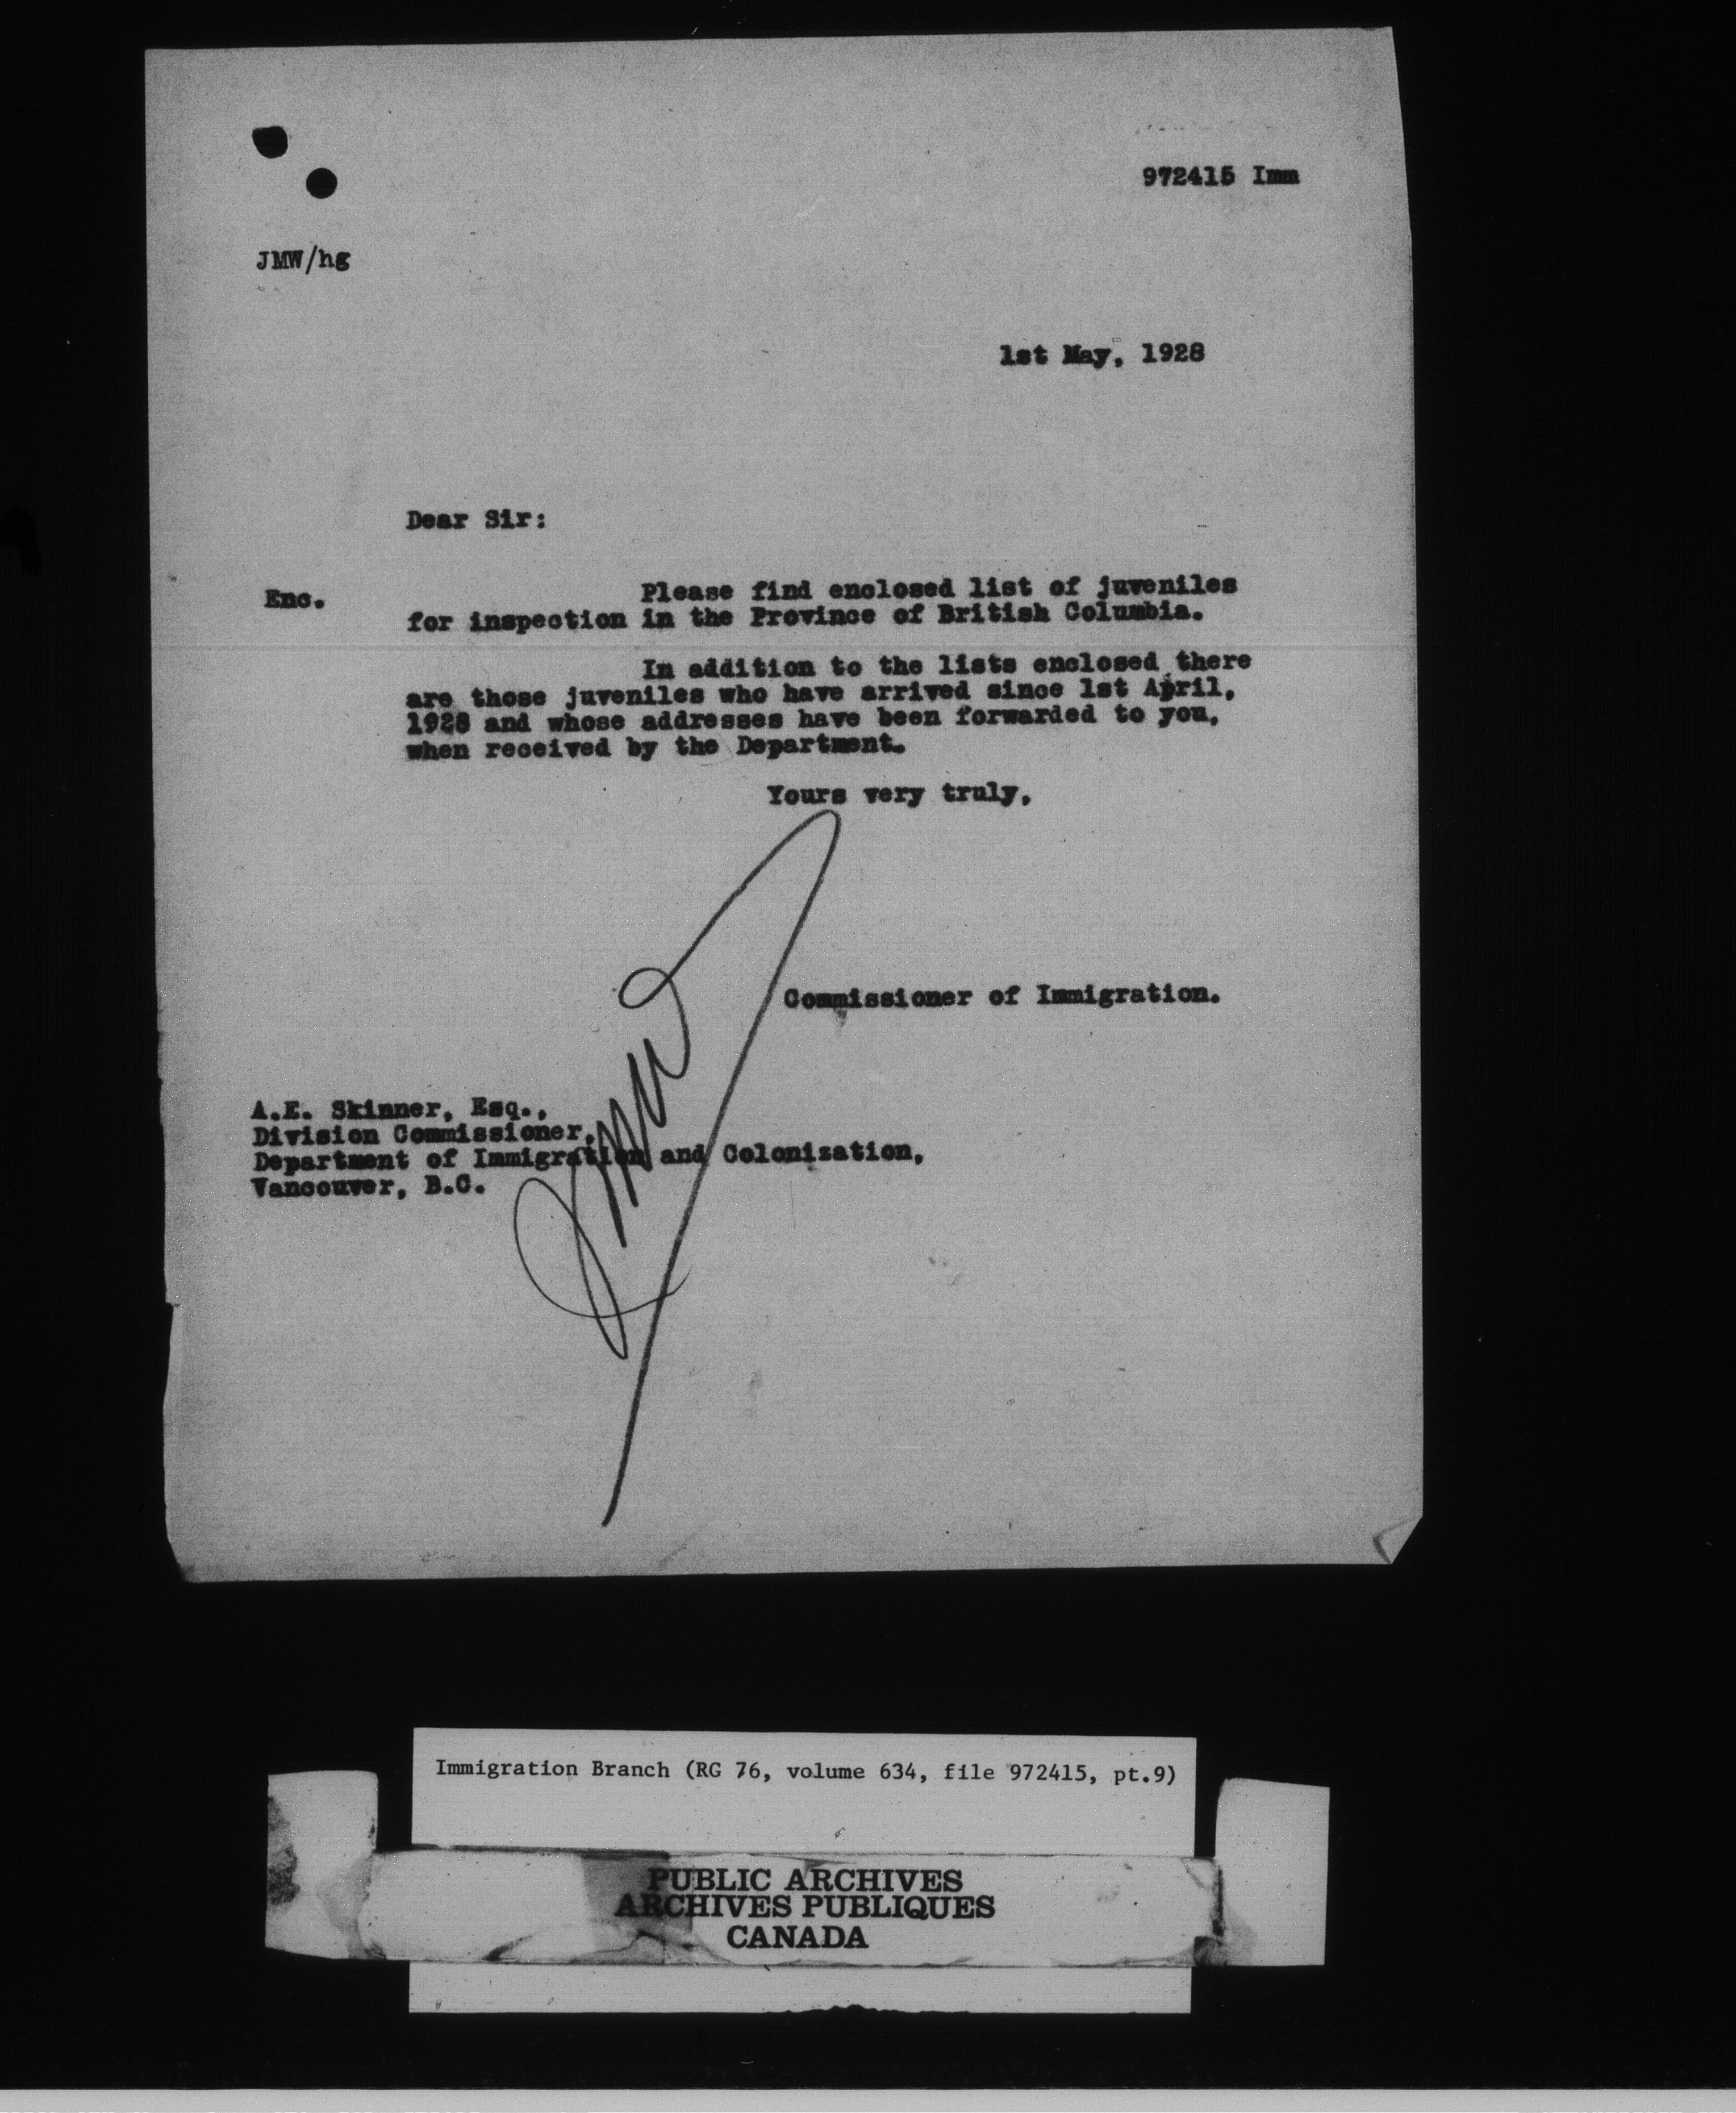 972415 Imm
JMW/hg
1st May, 1928
Dear Sir:
Enc.
Please find enclosed list of juveniles
for inspection in the Province of British Columbia.
In addition to the lists enclosed there
are those juveniles who have arrived since 1st April,
1928 and whose addresses have been forwarded to you,
when received by the Department.
Yours very truly,
Commissioner of Immigration.
A.E. Skinner, Esq.,
Division Commissioner,
Department of Immigration and Colonization,
Vancouver, B.C.
Immigration Branch (RG 76, volume 634, file 972415, pt.9)
PUBLIC ARCHIVES
ARCHIVES PUBLIQUES
CANADA